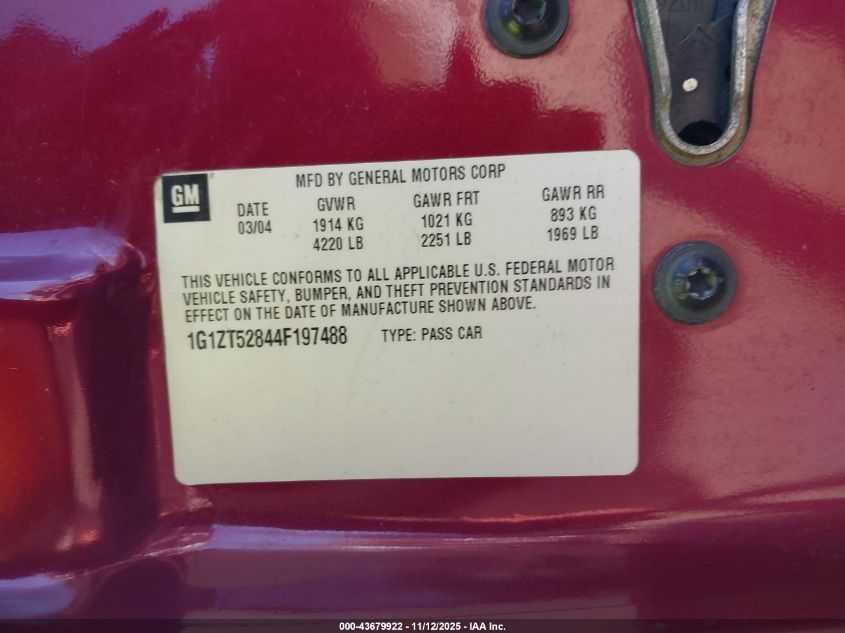 GM
MFD BY GENERAL MOTORS CORP
DATE GVWR GAWR FRT GAWR RR
03/04 1914 KG 1021 KG 893 KG
4220 LB 2251 LB 1969 LB
THIS VEHICLE CONFORMS TO ALL APPLICABLE U.S. FEDERAL MOTOR
VEHICLE SAFETY, BUMPER, AND THEFT PREVENTION STANDARDS IN
EFFECT ON THE DATE OF MANUFACTURE SHOWN ABOVE.
1G1ZT52844F197488 TYPE: PASS CAR
000-43679922 - 11/12/2025 - IAA Inc.